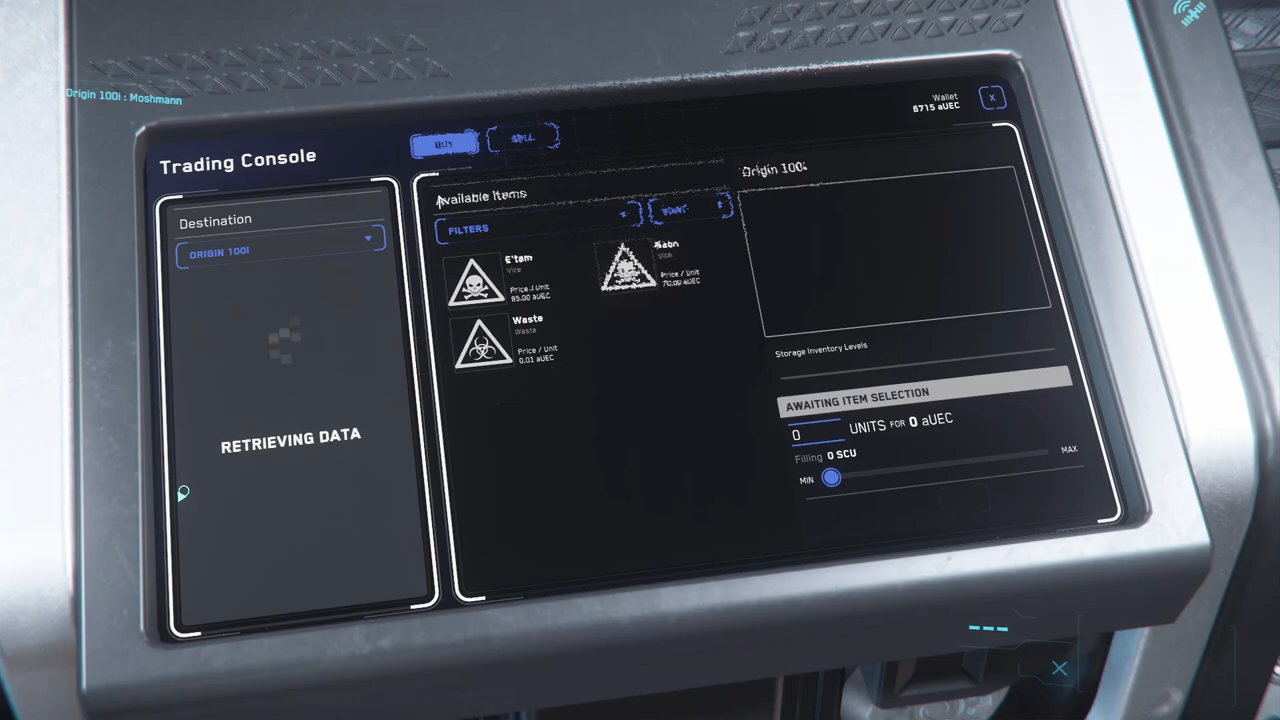 Origin 100i : Moshmann
Trading Console
BUY
SELL
Wallet
6715 aUEC
X
Destination
ORIGIN 100I
RETRIEVING DATA
Available Items
FILTERS
E'tam
Vice
Price / Unit
85.00 aUEC
Vice
Price / Unit
70.00 aUEC
Waste
Waste
Price / Unit
0.01 aUEC
Origin 100i
Storage Inventory Levels
AWAITING ITEM SELECTION
0 UNITS FOR 0 aUEC
Filling 0 SCU
MIN
MAX